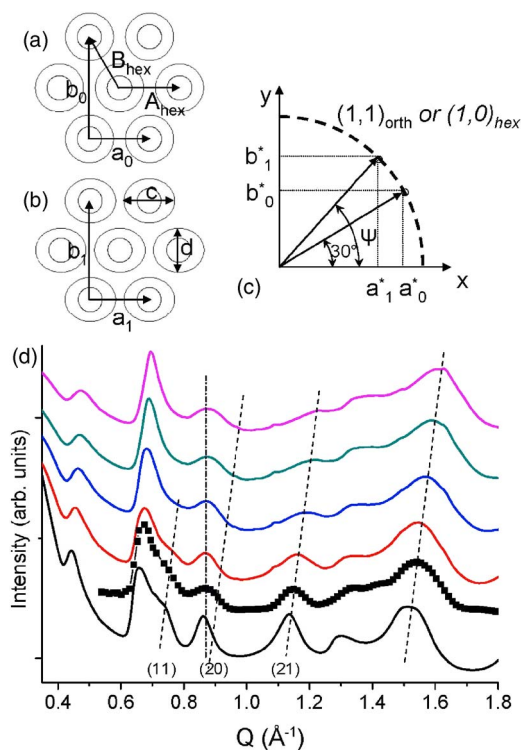 (a)
B_hex
b_0
A_hex
a_0
(b)
c
b_1
d
a_1
y
(1,1)_orth or (1,0)_hex
b*_1
b*_0
Ψ
30°
x
(c)
a*_1 a*_0
(d)
Intensity (arb. units)
(11) (20) (21)
0.4 0.6 0.8 1.0 1.2 1.4 1.6 1.8
Q (Å⁻¹)